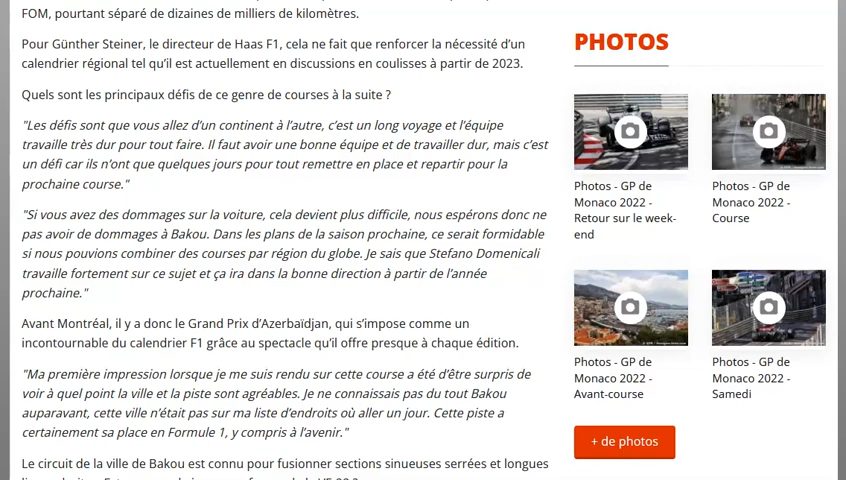 FOM, pourtant séparé de dizaines de milliers de kilomètres.
Pour Günther Steiner, le directeur de Haas F1, cela ne fait que renforcer la nécessité d’un
calendrier régional tel qu’il est actuellement en discussions en coulisses à partir de 2023.
Quels sont les principaux défis de ce genre de courses à la suite ?
"Les défis sont que vous allez d’un continent à l’autre, c’est un long voyage et l’équipe
travaille très dur pour tout faire. Il faut avoir une bonne équipe et de travailler dur, mais c’est
un défi car ils n’ont que quelques jours pour tout remettre en place et repartir pour la
prochaine course."
"Si vous avez des dommages sur la voiture, cela devient plus difficile, nous espérons donc ne
pas avoir de dommages à Bakou. Dans les plans de la saison prochaine, ce serait formidable
si nous pouvions combiner des courses par région du globe. Je sais que Stefano Domenicali
travaille fortement sur ce sujet et ça ira dans la bonne direction à partir de l’année
prochaine."
Avant Montréal, il y a donc le Grand Prix d’Azerbaïdjan, qui s’impose comme un
incontournable du calendrier F1 grâce au spectacle qu’il offre presque à chaque édition.
"Ma première impression lorsque je me suis rendu sur cette course a été d’être surpris de
voir à quel point la ville et la piste sont agréables. Je ne connaissais pas du tout Bakou
auparavant, cette ville n’était pas sur ma liste d’endroits où aller un jour. Cette piste a
certainement sa place en Formule 1, y compris à l’avenir."
Le circuit de la ville de Bakou est connu pour fusionner sections sinueuses serrées et longues
PHOTOS
Photos - GP de
Monaco 2022 -
Retour sur le week-
end
Photos - GP de
Monaco 2022 -
Course
Photos - GP de
Monaco 2022 -
Avant-course
Photos - GP de
Monaco 2022 -
Samedi
+ de photos